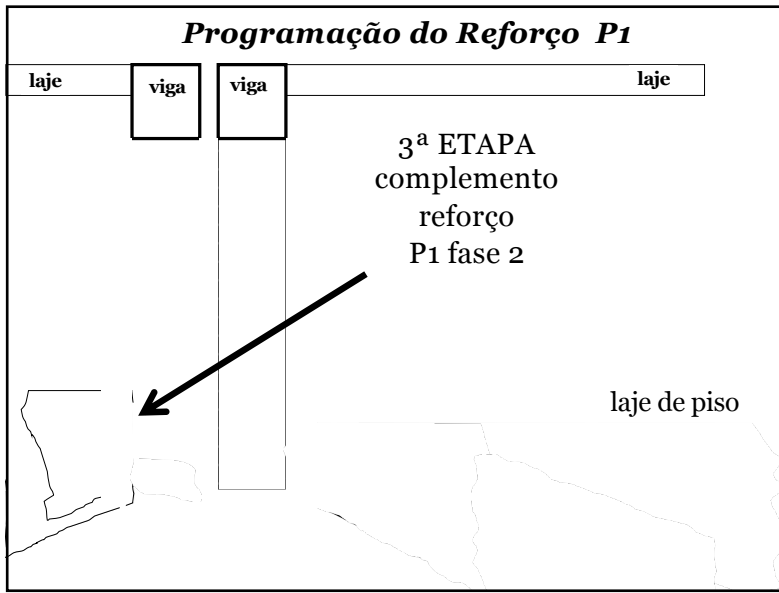 Programação do Reforço P1
laje
viga
viga
laje
3ª ETAPA
complemento
reforço
P1 fase 2
laje de piso